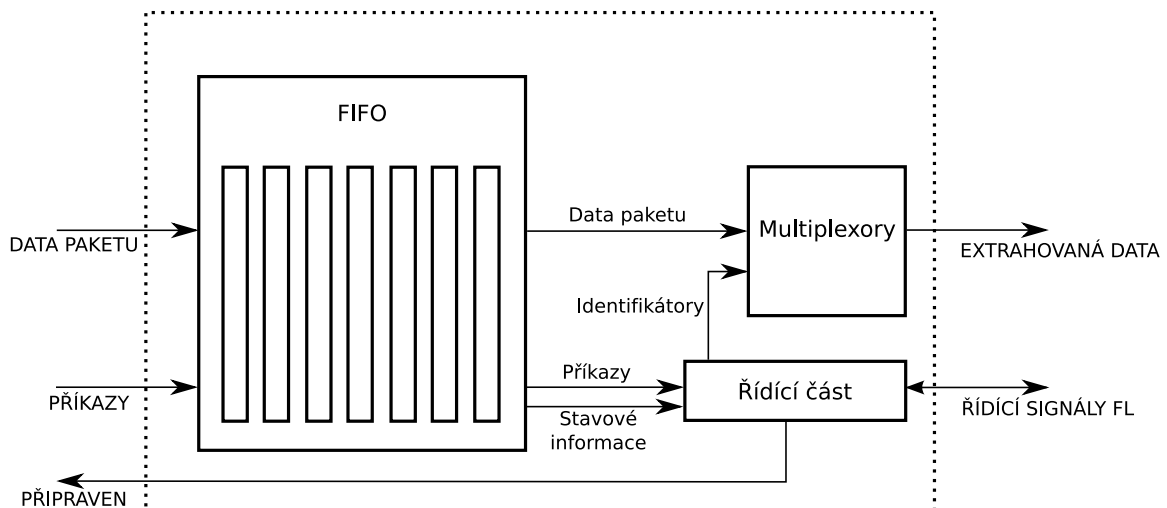 FIFO
Data paketu
Multiplexory
DATA PAKETU
EXTRAHOVANÁ DATA
Identifikátory
Příkazy
Řídící část
PŘÍKAZY
ŘÍDÍCÍ SIGNÁLY FL
Stavové
informace
PŘIPRAVEN